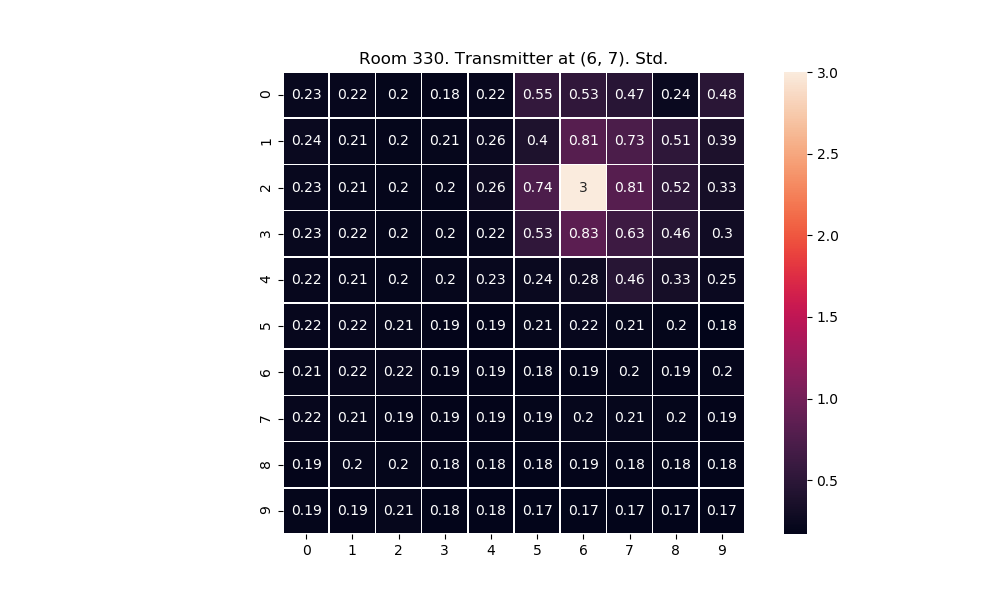 Room 330. Transmitter at (6, 7). Std.
0 0.23 0.22 0.2 0.18 0.22 0.55 0.53 0.47 0.24 0.48
1 0.24 0.21 0.2 0.21 0.26 0.4 0.81 0.73 0.51 0.39
2 0.23 0.21 0.2 0.2 0.26 0.74 3 0.81 0.52 0.33
3 0.23 0.22 0.2 0.2 0.22 0.53 0.83 0.63 0.46 0.3
4 0.22 0.21 0.2 0.2 0.23 0.24 0.28 0.46 0.33 0.25
5 0.22 0.22 0.21 0.19 0.19 0.21 0.22 0.21 0.2 0.18
6 0.21 0.22 0.22 0.19 0.19 0.18 0.19 0.2 0.19 0.2
7 0.22 0.21 0.19 0.19 0.19 0.19 0.2 0.21 0.2 0.19
8 0.19 0.2 0.2 0.18 0.18 0.18 0.19 0.18 0.18 0.18
9 0.19 0.19 0.21 0.18 0.18 0.17 0.17 0.17 0.17 0.17
0 1 2 3 4 5 6 7 8 9
3.0
2.5
2.0
1.5
1.0
0.5